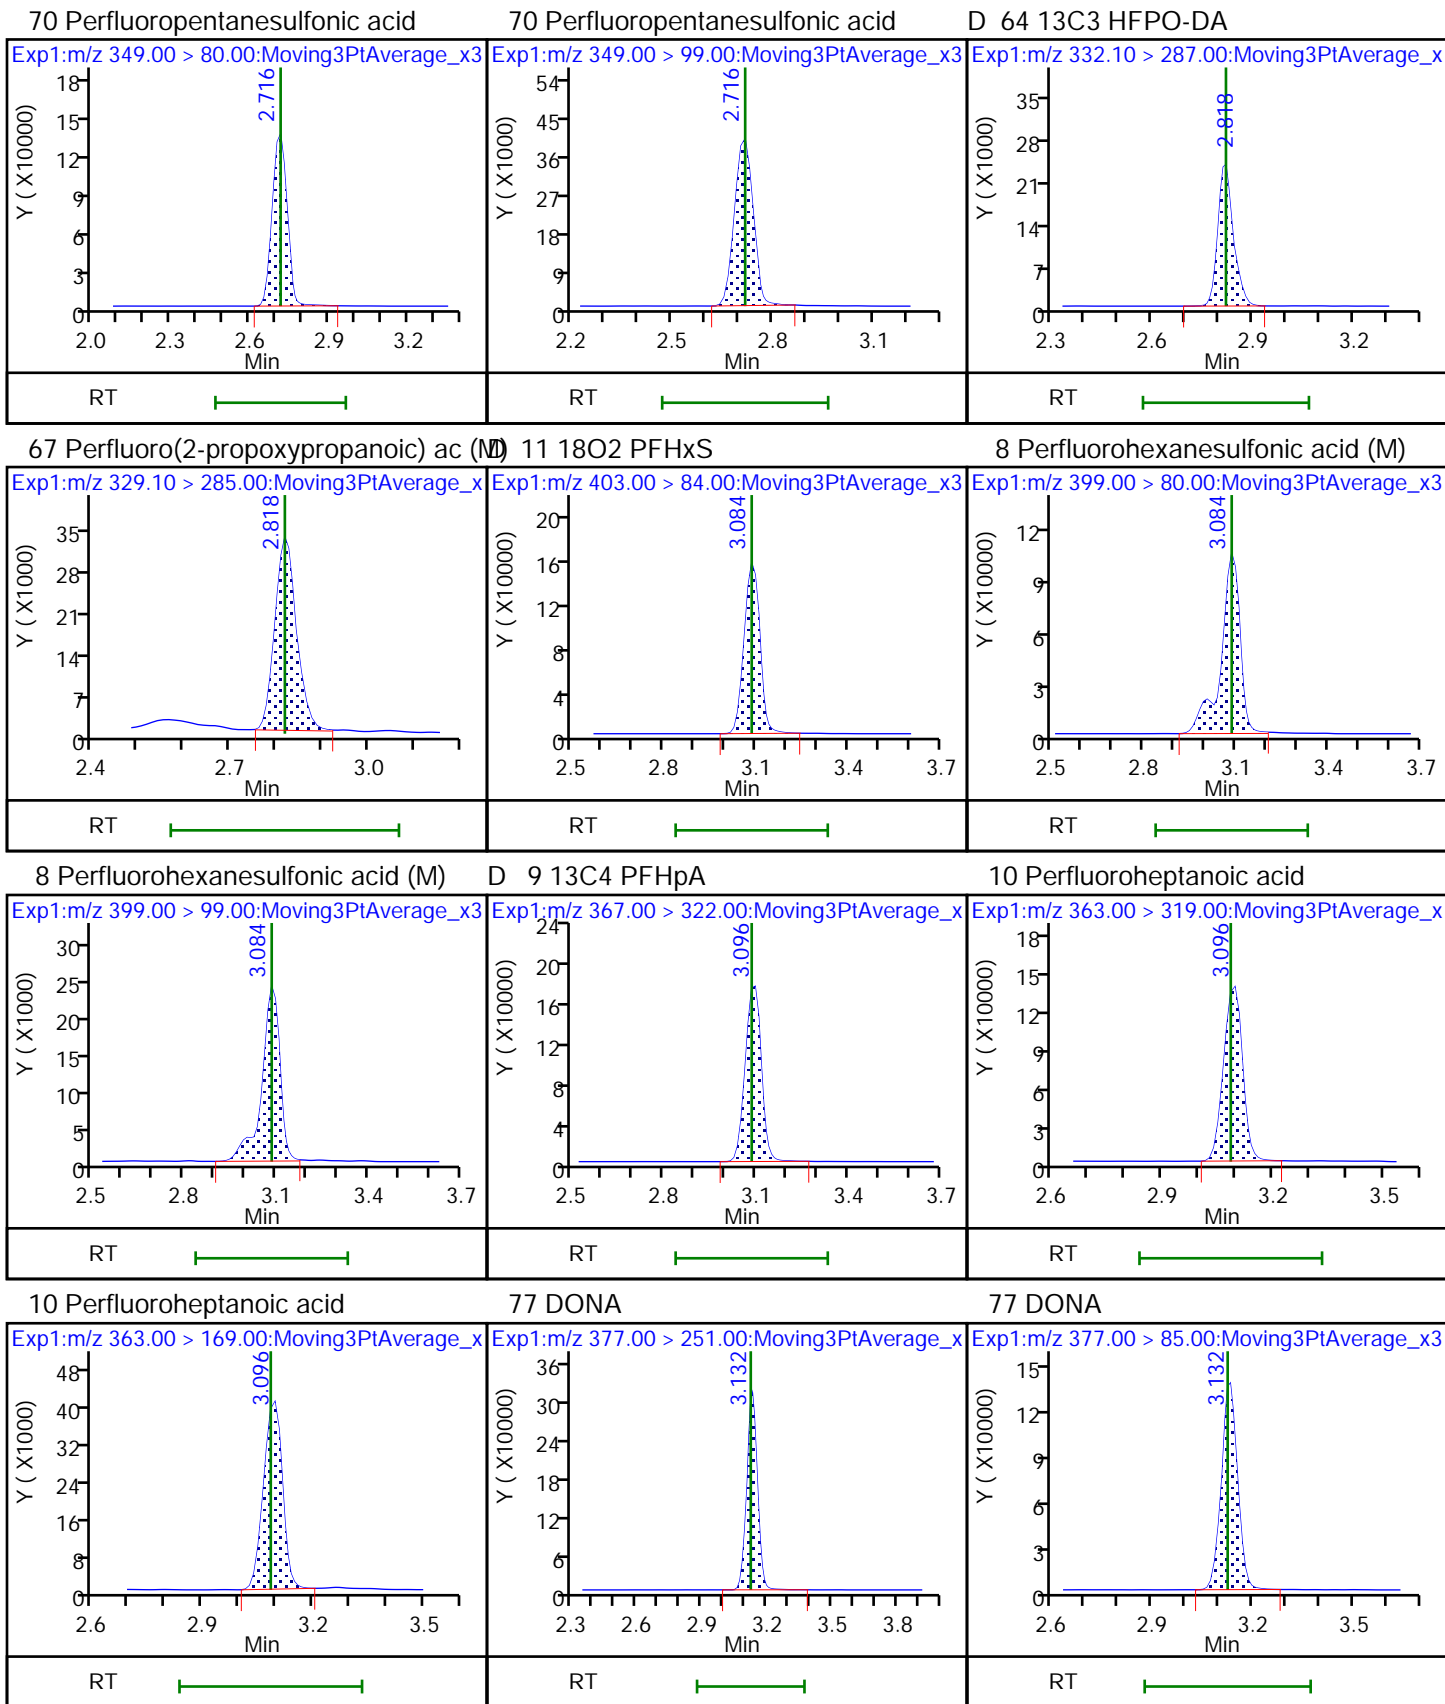 70 Perfluoropentanesulfonic acid
Exp1:m/z 349.00 > 80.00:Moving3PtAverage_x3
2.716
Y ( X10000)
18
15
12
9
6
3
0
2.0 2.3 2.6 2.9 3.2
Min
RT
70 Perfluoropentanesulfonic acid
Exp1:m/z 349.00 > 99.00:Moving3PtAverage_x3
2.716
Y ( X1000)
54
45
36
27
18
9
0
2.2 2.5 2.8 3.1
Min
RT
D 64 13C3 HFPO-DA
Exp1:m/z 332.10 > 287.00:Moving3PtAverage_x
2.818
Y ( X1000)
35
28
21
14
7
0
2.3 2.6 2.9 3.2
Min
RT
67 Perfluoro(2-propoxypropanoic) ac (M)
Exp1:m/z 329.10 > 285.00:Moving3PtAverage_x
2.818
Y ( X1000)
35
28
21
14
7
0
2.4 2.7 3.0
Min
RT
D 11 18O2 PFHxS
Exp1:m/z 403.00 > 84.00:Moving3PtAverage_x3
3.084
Y ( X10000)
20
16
12
8
4
0
2.5 2.8 3.1 3.4 3.7
Min
RT
8 Perfluorohexanesulfonic acid (M)
Exp1:m/z 399.00 > 80.00:Moving3PtAverage_x3
3.084
Y ( X10000)
12
9
6
3
0
2.5 2.8 3.1 3.4 3.7
Min
RT
8 Perfluorohexanesulfonic acid (M)
Exp1:m/z 399.00 > 99.00:Moving3PtAverage_x3
3.084
Y ( X1000)
30
25
20
15
10
5
0
2.5 2.8 3.1 3.4 3.7
Min
RT
D 9 13C4 PFHpA
Exp1:m/z 367.00 > 322.00:Moving3PtAverage_x
3.096
Y ( X10000)
24
20
16
12
8
4
0
2.5 2.8 3.1 3.4 3.7
Min
RT
10 Perfluoroheptanoic acid
Exp1:m/z 363.00 > 319.00:Moving3PtAverage_x
3.096
Y ( X10000)
18
15
12
9
6
3
0
2.6 2.9 3.2 3.5
Min
RT
10 Perfluoroheptanoic acid
Exp1:m/z 363.00 > 169.00:Moving3PtAverage_x
3.096
Y ( X1000)
48
40
32
24
16
8
0
2.6 2.9 3.2 3.5
Min
RT
77 DONA
Exp1:m/z 377.00 > 251.00:Moving3PtAverage_x
3.132
Y ( X10000)
36
30
24
18
12
6
0
2.3 2.6 2.9 3.2 3.5 3.8
Min
RT
77 DONA
Exp1:m/z 377.00 > 85.00:Moving3PtAverage_x3
3.132
Y ( X10000)
15
12
9
6
3
0
2.6 2.9 3.2 3.5
Min
RT